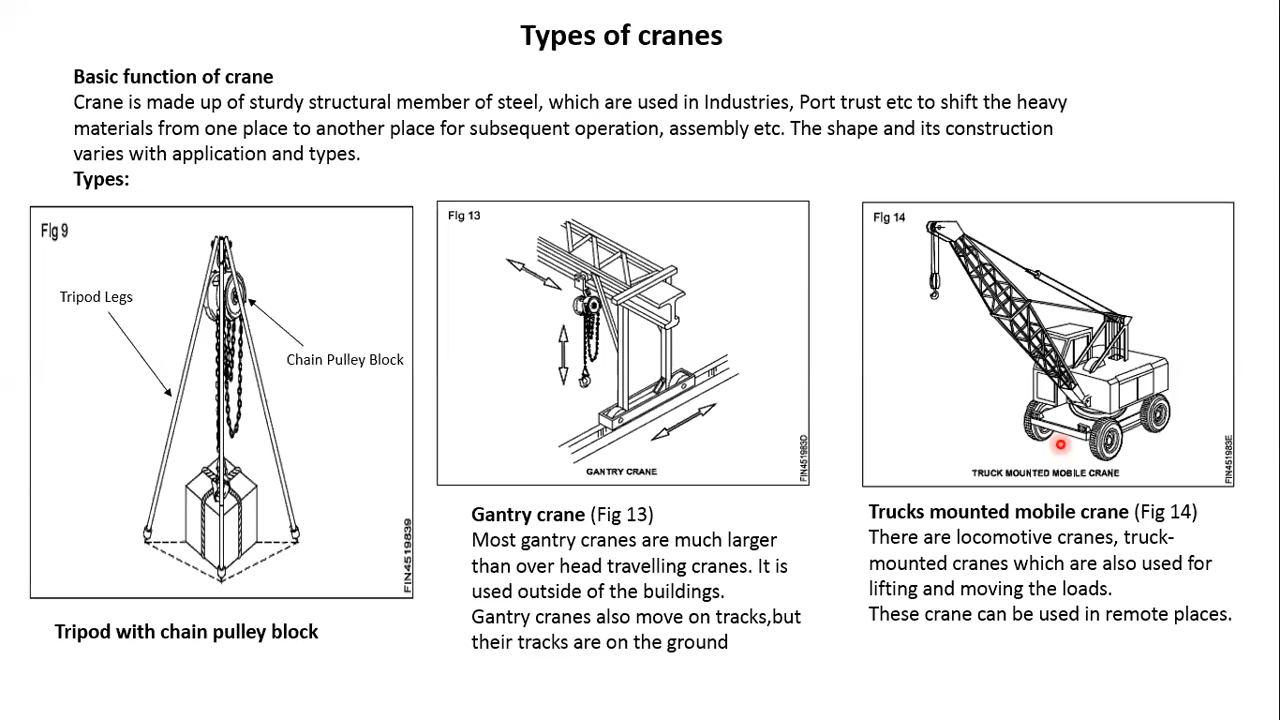 Types of cranes
Basic function of crane
Crane is made up of sturdy structural member of steel, which are used in Industries, Port trust etc to shift the heavy
materials from one place to another place for subsequent operation, assembly etc. The shape and its construction
varies with application and types.
Types:
Fig 9
Tripod Legs
Chain Pulley Block
FIN4519839
Tripod with chain pulley block
Fig 13
GANTRY CRANE
FIN451983D
Gantry crane (Fig 13)
Most gantry cranes are much larger
than over head travelling cranes. It is
used outside of the buildings.
Gantry cranes also move on tracks,but
their tracks are on the ground
Fig 14
TRUCK MOUNTED MOBILE CRANE
FIN451983E
Trucks mounted mobile crane (Fig 14)
There are locomotive cranes, truck-
mounted cranes which are also used for
lifting and moving the loads.
These crane can be used in remote places.